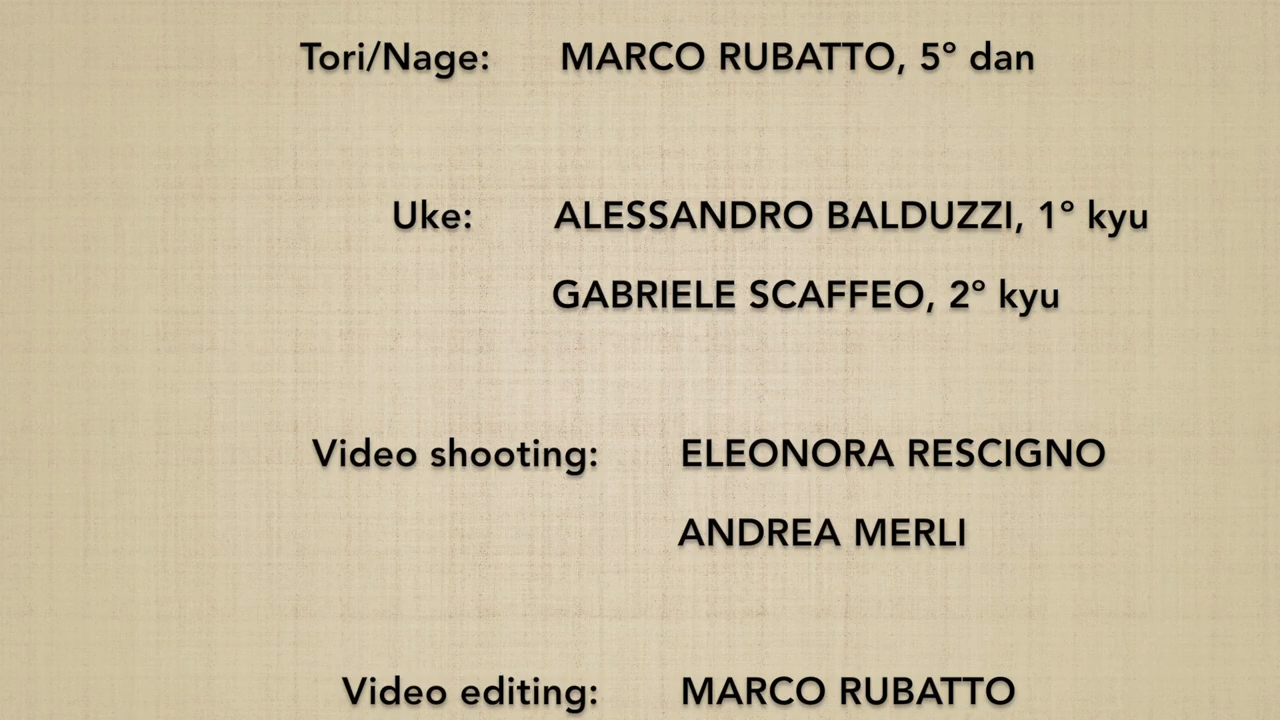 Tori/Nage: MARCO RUBATTO, 5° dan
Uke: ALESSANDRO BALDUZZI, 1° kyu
GABRIELE SCAFFEO, 2° kyu
Video shooting: ELEONORA RESCIGNO
ANDREA MERLI
Video editing: MARCO RUBATTO